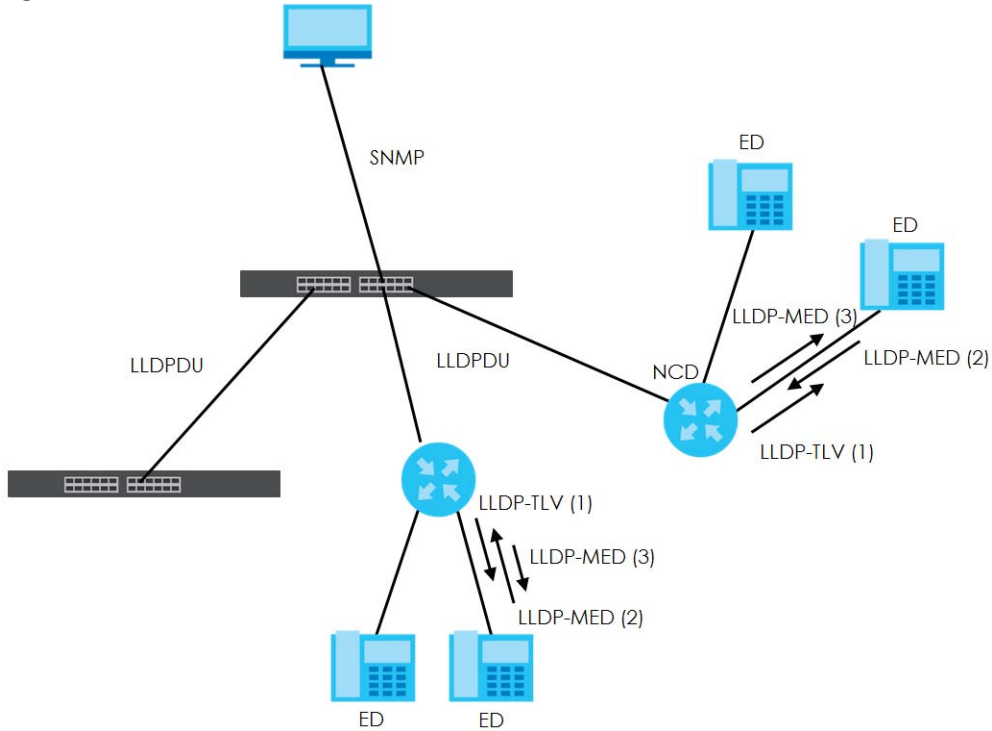 SNMP
ED
ED
LLDP-MED (3)
LLDPDU
LLDPDU
LLDP-MED (2)
NCD
LLDP-TLV (1)
LLDP-TLV (1)
LLDP-MED (3)
LLDP-MED (2)
ED
ED